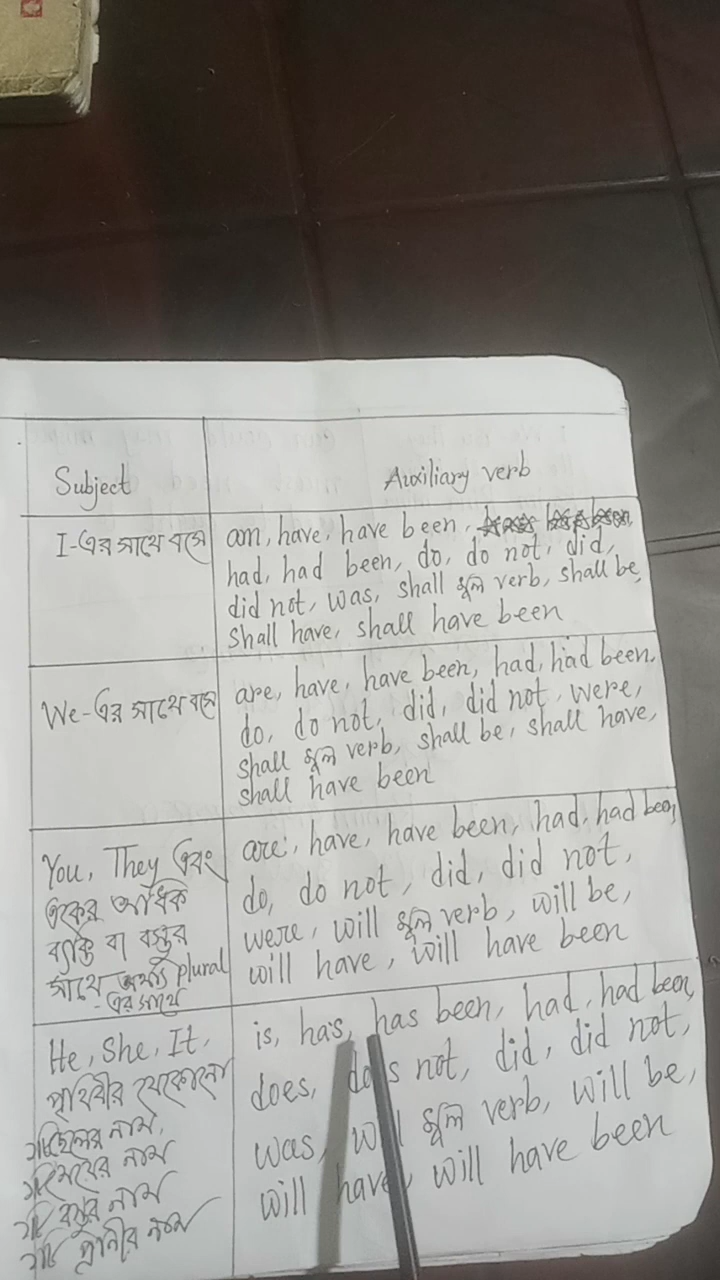 Subject
Auxiliary verb
I-এর সাথে বসে
am, have, have been,
had, had been, do, do not, did,
did not, was, shall মূল verb, shall be,
shall have, shall have been
We-এর সাথে বসে
are, have, have been, had, had been,
do, do not, did, did not, were,
shall মূল verb, shall be, shall have,
shall have been
You, They এবং
একের অধিক
ব্যক্তি বা বস্তুর
সাথে অথবা plural
-এর সাথে
are, have, have been, had, had been,
do, do not, did, did not,
were, will মূল verb, will be,
will have, will have been
He, She, It,
পৃথিবীর যেকোনো
ছেলের নাম,
মেয়ের নাম
বস্তুর নাম
প্রাণীর নাম
is, has, has been, had, had been,
does, does not, did, did not,
was, will মূল verb, will be,
will have, will have been